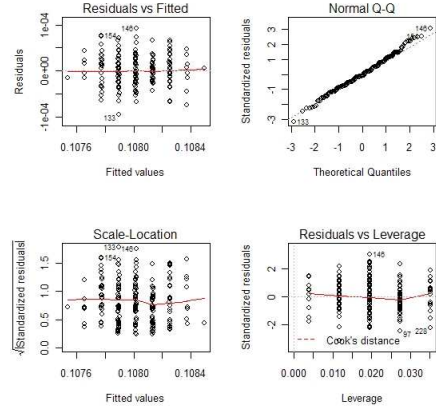 Residuals vs Fitted
Residuals
1e-04
0e+00
-1e-04
154
146
133
0.1076 0.1080 0.1084
Fitted values
Normal Q-Q
Standardized residuals
3
1
-1
-3
146
133
-3 -2 -1 0 1 2 3
Theoretical Quantiles
Scale-Location
√|Standardized residuals|
1.5
1.0
0.5
0.0
133
146
154
0.1076 0.1080 0.1084
Fitted values
Residuals vs Leverage
Standardized residuals
2
0
-2
146
97
228
Cook's distance
0.000 0.010 0.020 0.030
Leverage